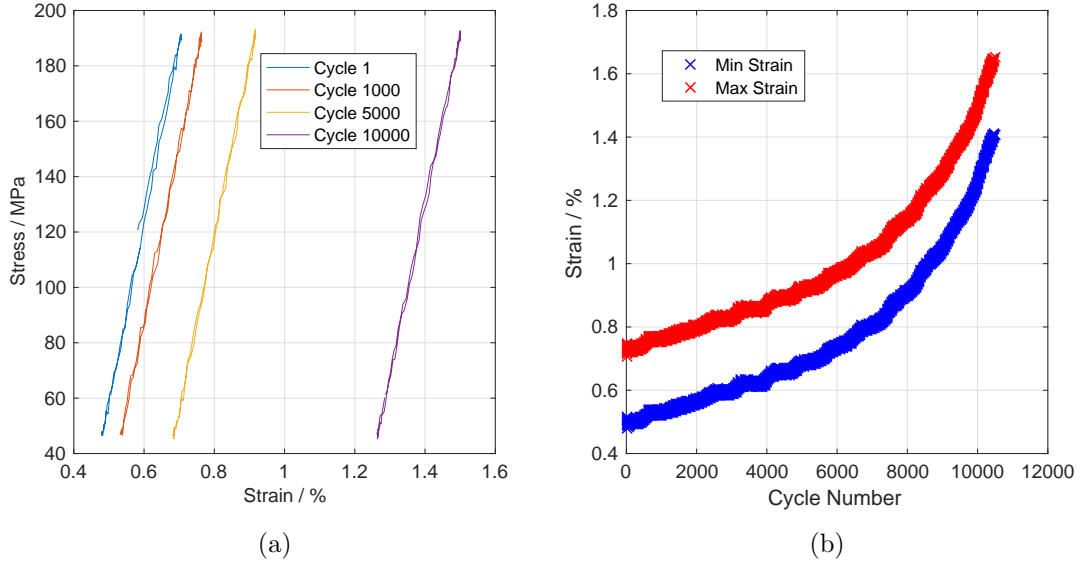 200
180
160
140
120
100
80
60
40
0.4 0.6 0.8 1 1.2 1.4 1.6
Stress / MPa
Strain / %
Cycle 1
Cycle 1000
Cycle 5000
Cycle 10000
(a)
1.8
1.6
1.4
1.2
1
0.8
0.6
0.4
0 2000 4000 6000 8000 10000 12000
Strain / %
Cycle Number
Min Strain
Max Strain
(b)